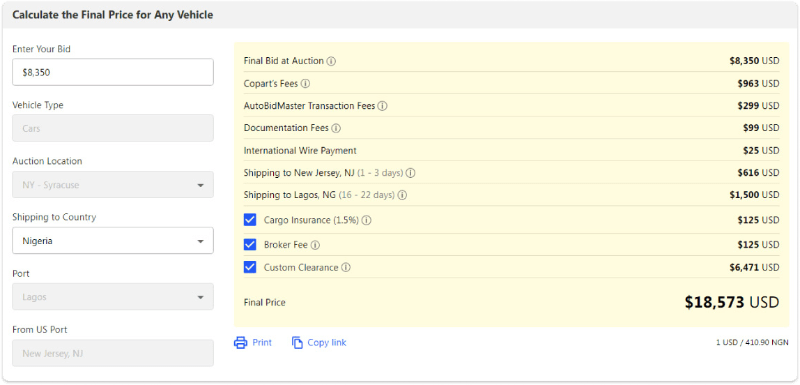 Calculate the Final Price for Any Vehicle
Enter Your Bid
$8,350
Vehicle Type
Cars
Auction Location
NY - Syracuse
Shipping to Country
Nigeria
Port
Lagos
From US Port
New Jersey, NJ
Final Bid at Auction $8,350 USD
Copart's Fees $963 USD
AutoBidMaster Transaction Fees $299 USD
Documentation Fees $99 USD
International Wire Payment $25 USD
Shipping to New Jersey, NJ (1 - 3 days) $616 USD
Shipping to Lagos, NG (16 - 22 days) $1,500 USD
Cargo Insurance (1.5%) $125 USD
Broker Fee $125 USD
Custom Clearance $6,471 USD
Final Price $18,573 USD
Print Copy link 1 USD / 410.90 NGN